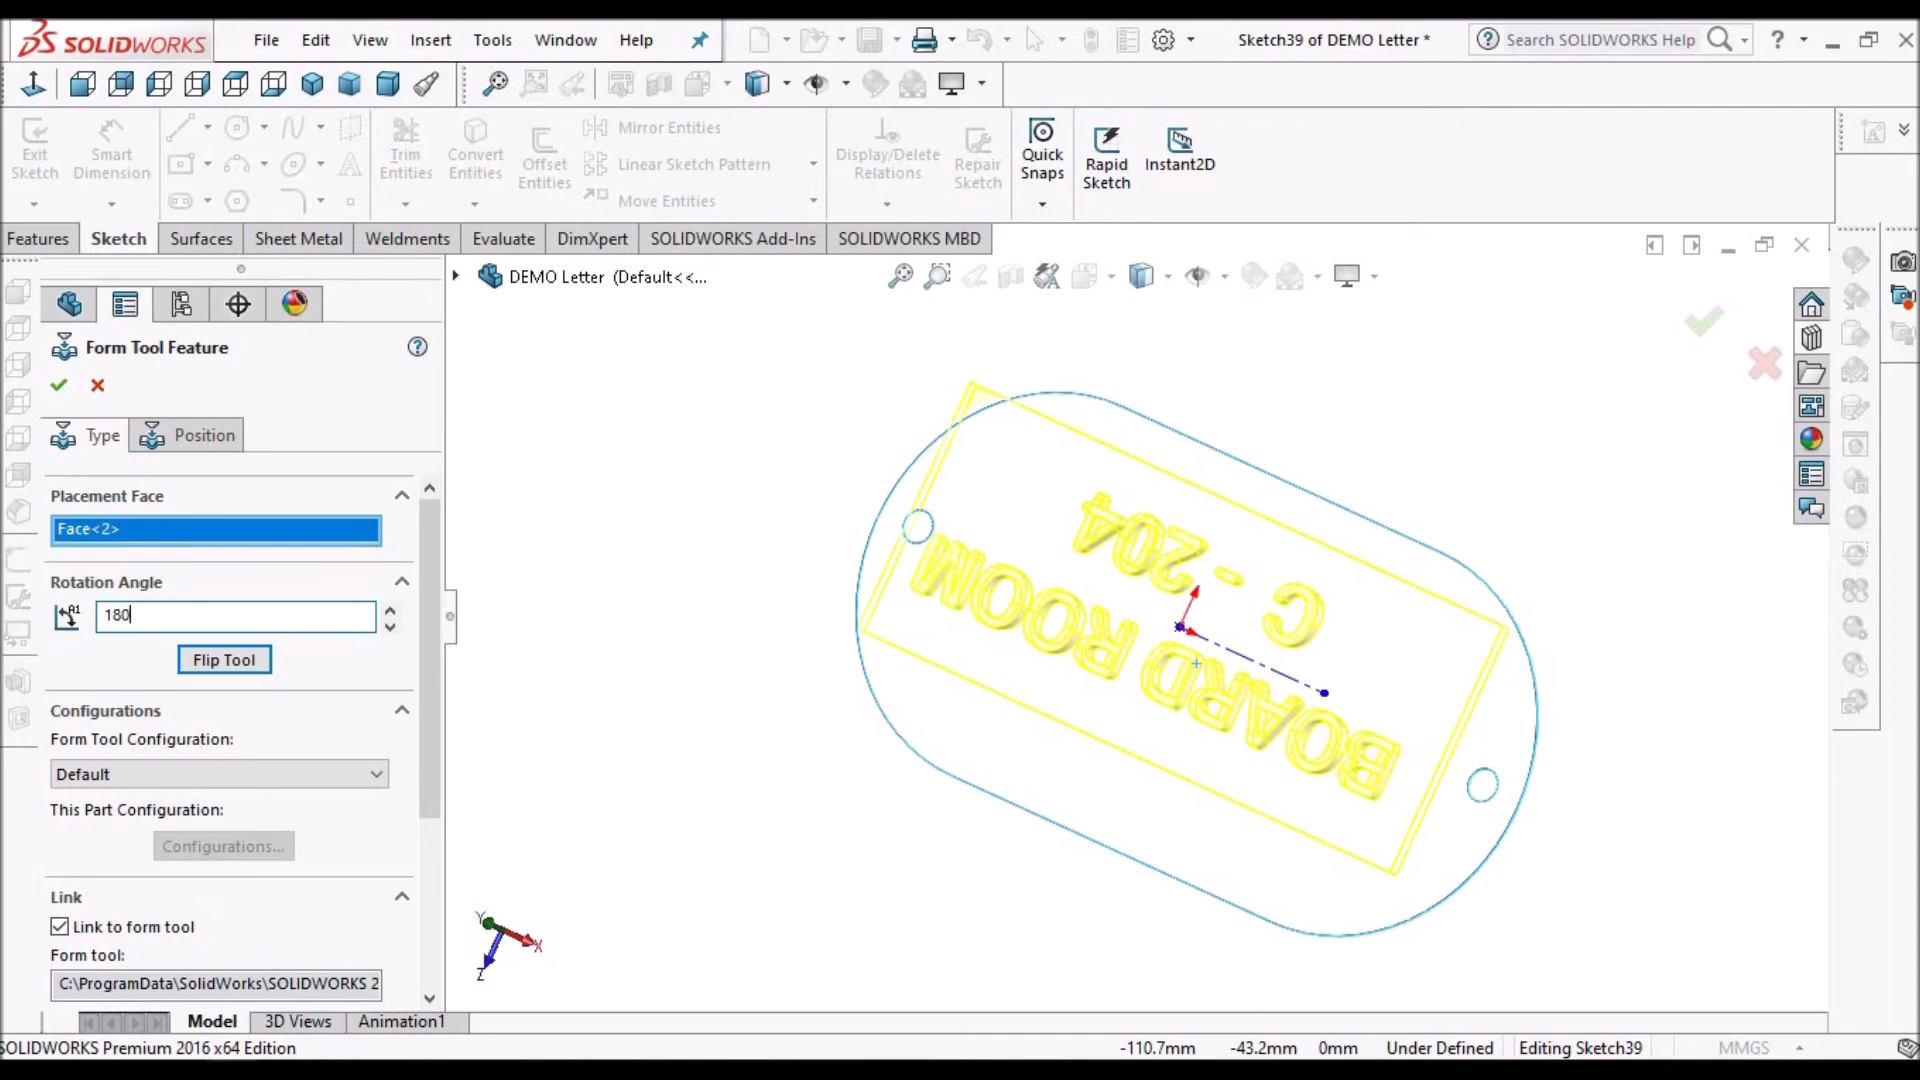 SOLIDWORKS File Edit View Insert Tools Window Help Sketch39 of DEMO Letter * Search SOLIDWORKS Help ?
Exit Sketch
Smart Dimension
Trim Entities
Convert Entities
Offset Entities
Mirror Entities
Linear Sketch Pattern
Move Entities
Display/Delete Relations
Repair Sketch
Quick Snaps
Rapid Sketch
Instant2D
Features Sketch Surfaces Sheet Metal Weldments Evaluate DimXpert SOLIDWORKS Add-Ins SOLIDWORKS MBD
DEMO Letter (Default<<...
Form Tool Feature ?
Type Position
Placement Face
Face<2>
Rotation Angle
180
Flip Tool
Configurations
Form Tool Configuration:
Default
This Part Configuration:
Configurations...
Link
Link to form tool
Form tool:
C:\ProgramData\SolidWorks\SOLIDWORKS 2
C - 204
BOARD ROOM
Y
X
Z
Model 3D Views Animation1
SOLIDWORKS Premium 2016 x64 Edition -110.7mm -43.2mm 0mm Under Defined Editing Sketch39 MMGS